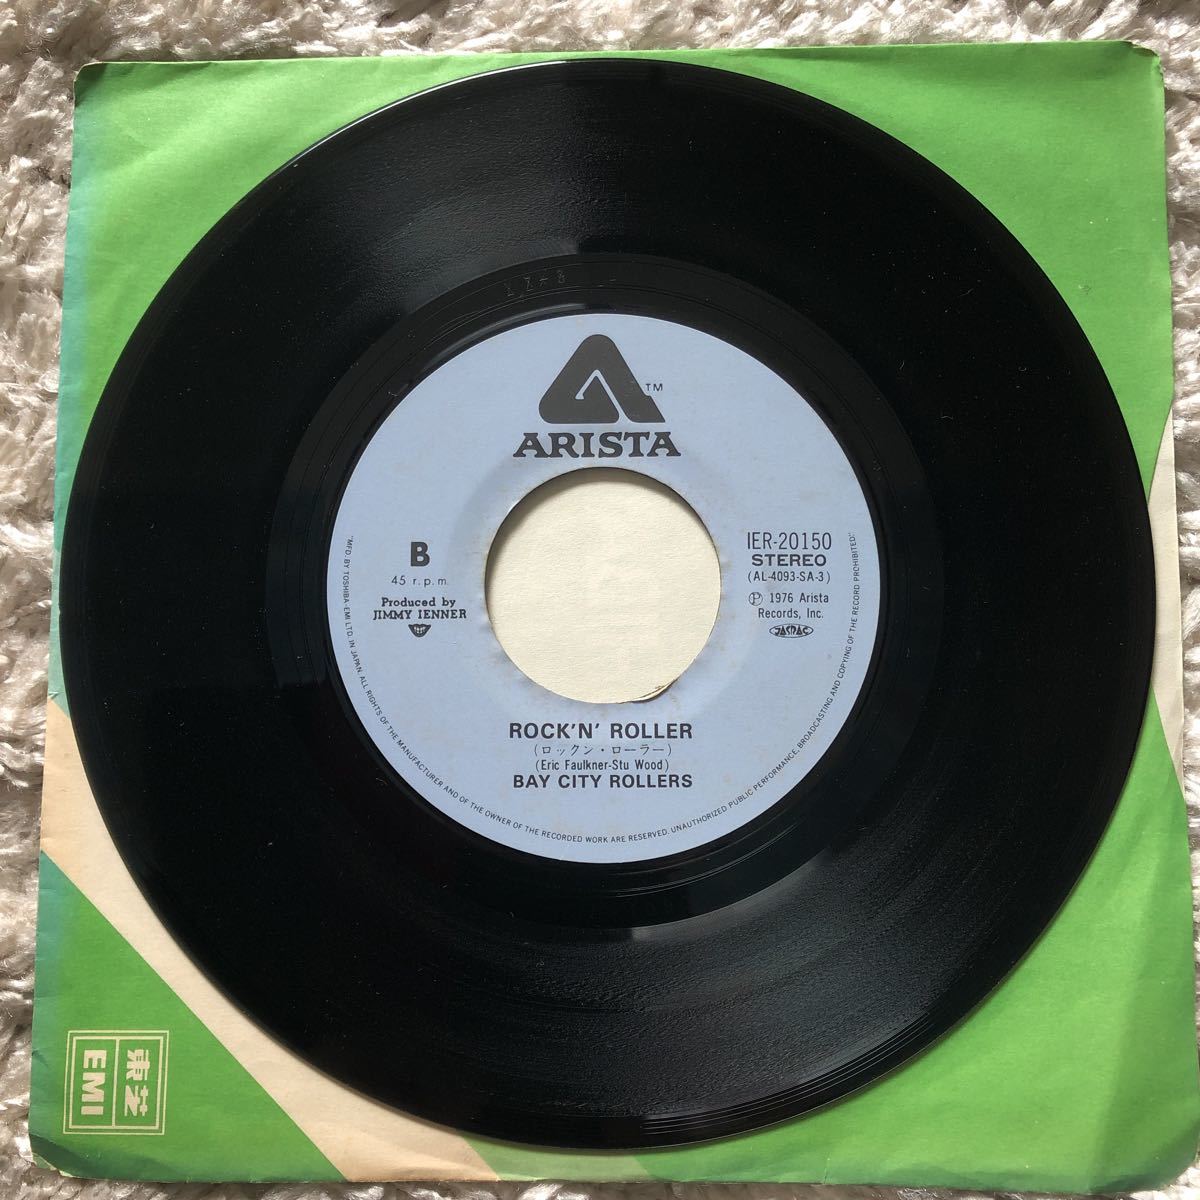 ™
ARISTA
B
45 r.p.m.
Produced by
JIMMY IENNER
IER-20150
STEREO
(AL-4093-SA-3)
Ⓟ 1976 Arista
Records, Inc.
JASRAC
ROCK'N' ROLLER
(ロックン・ローラー)
(Eric Faulkner-Stu Wood)
BAY CITY ROLLERS
"MFD. BY TOSHIBA-EMI LTD. IN JAPAN. ALL RIGHTS OF THE MANUFACTURER AND OF THE OWNER OF THE RECORDED WORK ARE RESERVED. UNAUTHORIZED PUBLIC PERFORMANCE, BROADCASTING AND COPYING OF THE RECORD PROHIBITED."
東芝
EMI